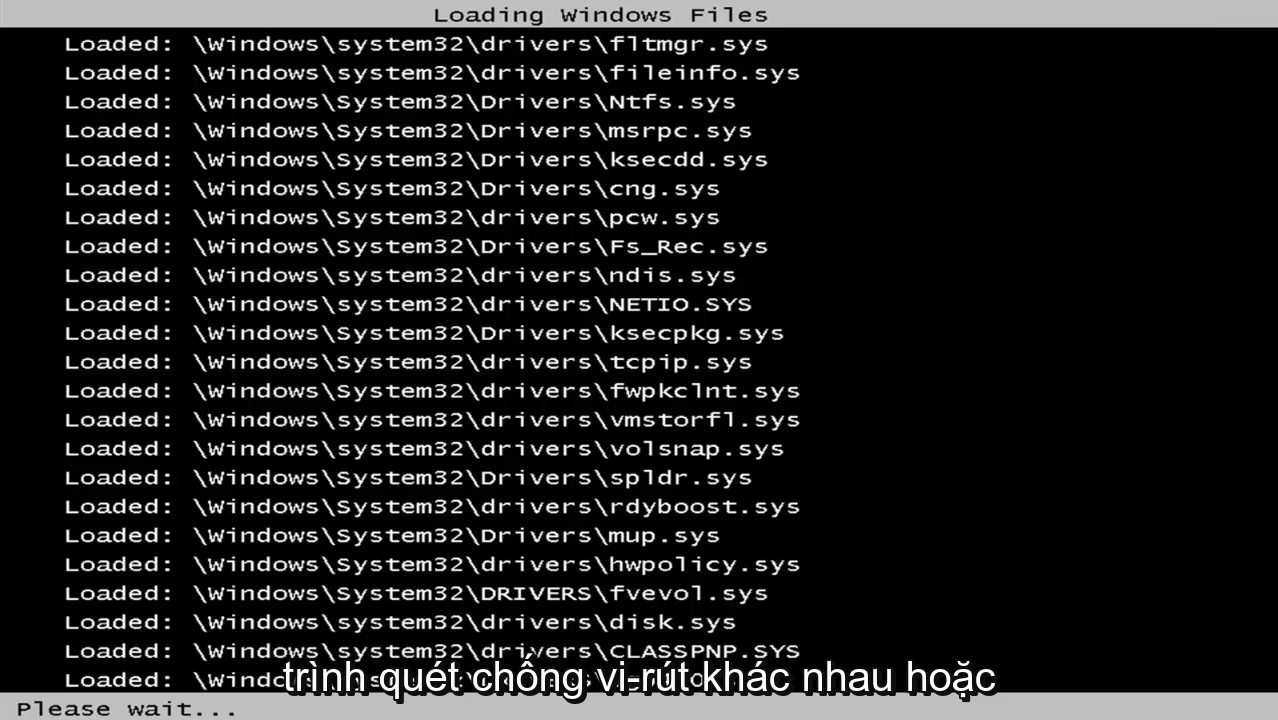 Loading Windows Files
Loaded: \Windows\system32\drivers\fltmgr.sys
Loaded: \Windows\system32\drivers\fileinfo.sys
Loaded: \Windows\System32\Drivers\Ntfs.sys
Loaded: \Windows\System32\Drivers\msrpc.sys
Loaded: \Windows\System32\Drivers\ksecdd.sys
Loaded: \Windows\System32\Drivers\cng.sys
Loaded: \Windows\System32\drivers\pcw.sys
Loaded: \Windows\System32\Drivers\Fs_Rec.sys
Loaded: \Windows\system32\drivers\ndis.sys
Loaded: \Windows\system32\drivers\NETIO.SYS
Loaded: \Windows\System32\Drivers\ksecpkg.sys
Loaded: \Windows\System32\drivers\tcpip.sys
Loaded: \Windows\System32\drivers\fwpkclnt.sys
Loaded: \Windows\system32\drivers\vmstorfl.sys
Loaded: \Windows\system32\drivers\volsnap.sys
Loaded: \Windows\System32\Drivers\spldr.sys
Loaded: \Windows\System32\drivers\rdyboost.sys
Loaded: \Windows\System32\Drivers\mup.sys
Loaded: \Windows\System32\drivers\hwpolicy.sys
Loaded: \Windows\System32\DRIVERS\fvevol.sys
Loaded: \Windows\system32\drivers\disk.sys
Loaded: \Windows\system32\drivers\CLASSPNP.SYS
Loaded:
trình quét chống vi-rút khác nhau hoặc
Please wait...